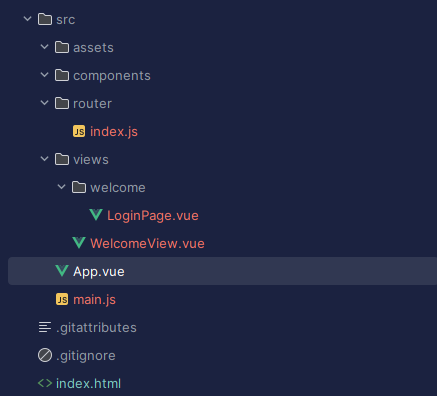 src
assets
components
router
JS index.js
views
welcome
LoginPage.vue
WelcomeView.vue
App.vue
JS main.js
.gitattributes
.gitignore
<> index.html